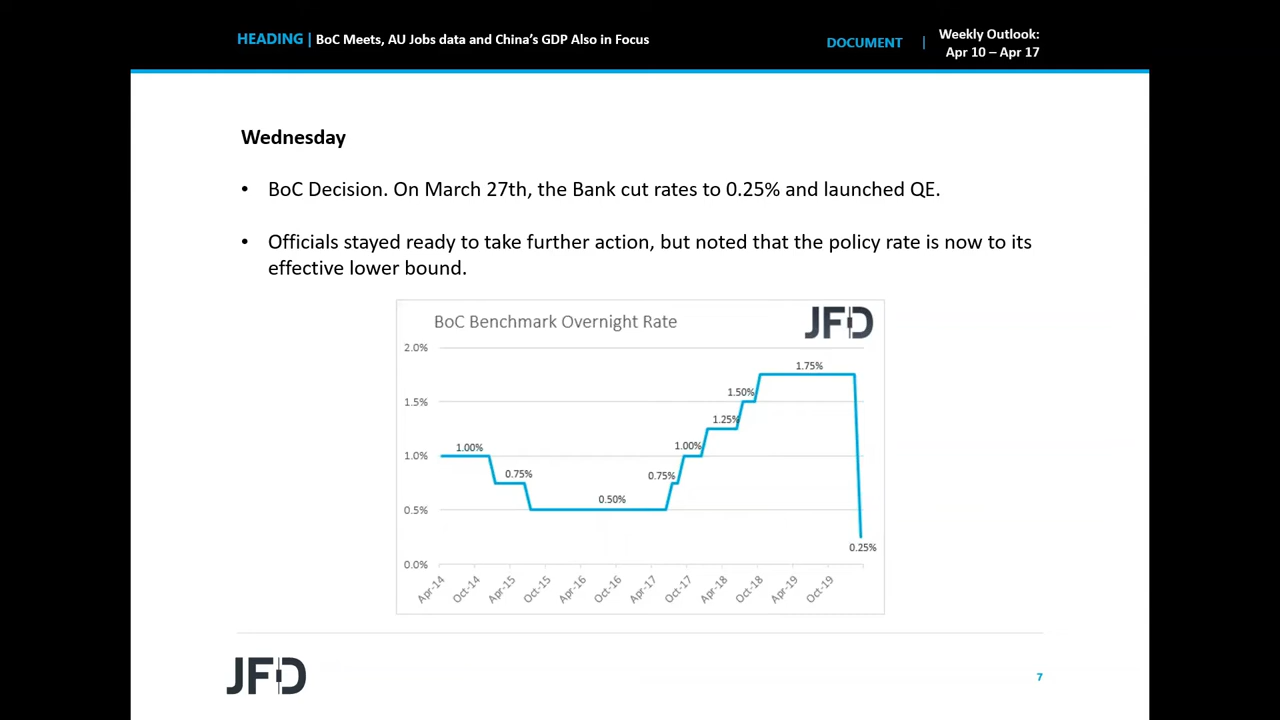 HEADING | BoC Meets, AU Jobs data and China's GDP Also in Focus
DOCUMENT | Weekly Outlook:
Apr 10 – Apr 17
Wednesday
• BoC Decision. On March 27th, the Bank cut rates to 0.25% and launched QE.
• Officials stayed ready to take further action, but noted that the policy rate is now to its
effective lower bound.
BoC Benchmark Overnight Rate
JFD
2.0%
1.75%
1.50%
1.5%
1.25%
1.00%
1.00%
1.0%
0.75%
0.75%
0.50%
0.5%
0.25%
0.0%
Apr-14 Oct-14 Apr-15 Oct-15 Apr-16 Oct-16 Apr-17 Oct-17 Apr-18 Oct-18 Apr-19 Oct-19
JFD
7